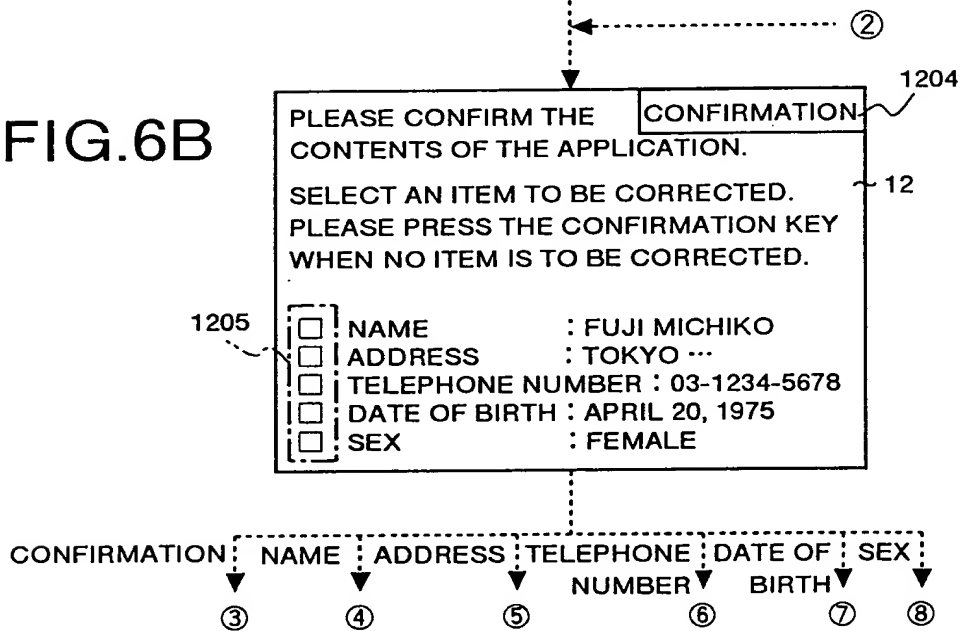 ②
1204
FIG.6B
PLEASE CONFIRM THE
CONFIRMATION
CONTENTS OF THE APPLICATION.
12
SELECT AN ITEM TO BE CORRECTED.
PLEASE PRESS THE CONFIRMATION KEY
WHEN NO ITEM IS TO BE CORRECTED.
1205
NAME : FUJI MICHIKO
ADDRESS : TOKYO ···
TELEPHONE NUMBER : 03-1234-5678
DATE OF BIRTH : APRIL 20, 1975
SEX : FEMALE
CONFIRMATION NAME ADDRESS TELEPHONE DATE OF SEX
NUMBER BIRTH
③ ④ ⑤ ⑥ ⑦ ⑧